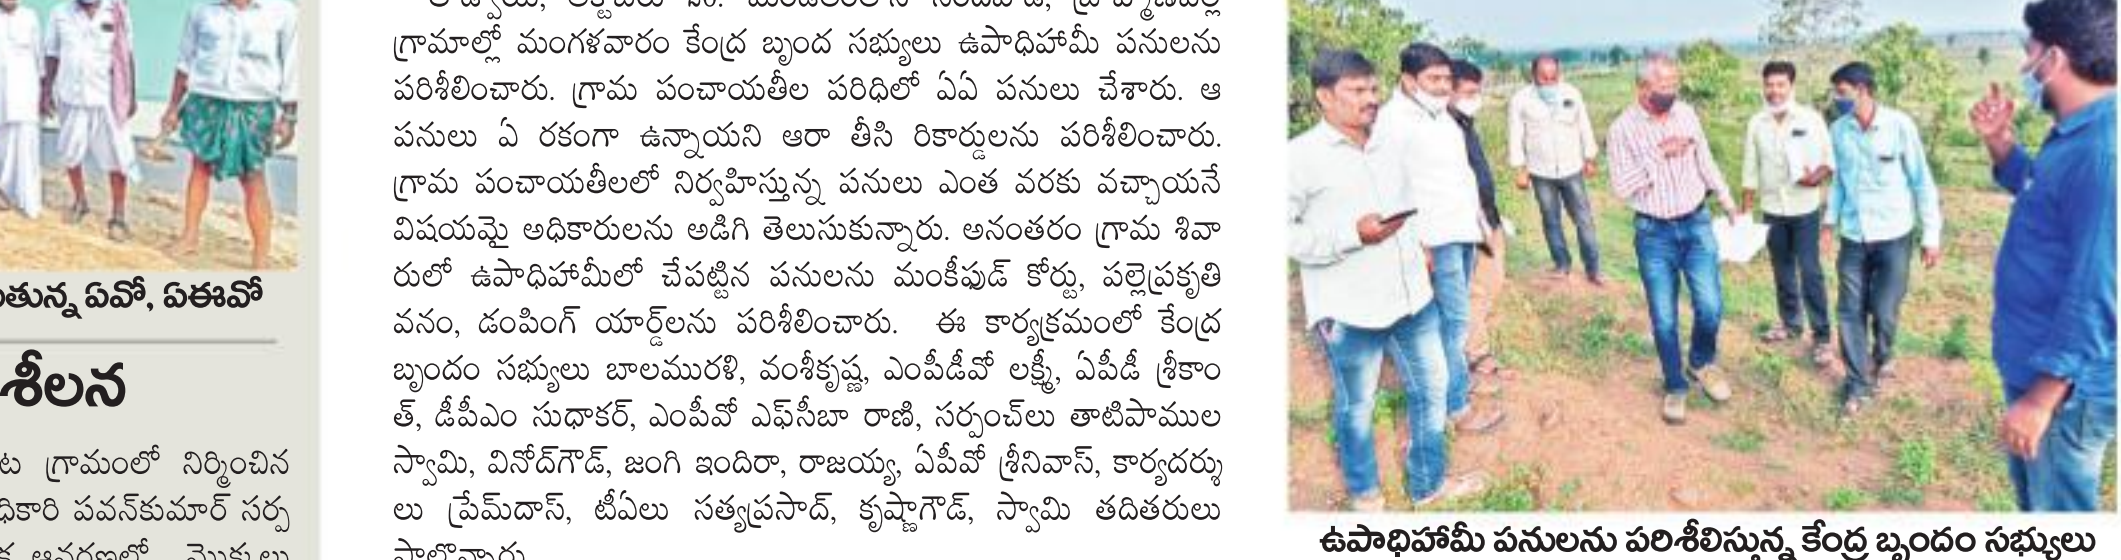 తున్న ఏవో, ఏఈవో
శీలన
ట గ్రామంలో నిర్మించిన
ధికారి పవన్‌కుమార్ సర్ప
గ్రామాల్లో మంగళవారం కేంద్ర బృంద సభ్యులు ఉపాధిహామీ పనులను
పరిశీలించారు. గ్రామ పంచాయతీల పరిధిలో ఏఏ పనులు చేశారు. ఆ
పనులు ఏ రకంగా ఉన్నాయని ఆరా తీసి రికార్డులను పరిశీలించారు.
గ్రామ పంచాయతీలలో నిర్వహిస్తున్న పనులు ఎంత వరకు వచ్చాయనే
విషయమై అధికారులను అడిగి తెలుసుకున్నారు. అనంతరం గ్రామ శివా
రులో ఉపాధిహామీలో చేపట్టిన పనులను మంకీఫుడ్ కోర్టు, పల్లెప్రకృతి
వనం, డంపింగ్ యార్డ్‌లను పరిశీలించారు. ఈ కార్యక్రమంలో కేంద్ర
బృందం సభ్యులు బాలమురళి, వంశీకృష్ణ, ఎంపీడీవో లక్ష్మీ, ఏపీడీ శ్రీకాం
త్, డీపీఎం సుధాకర్, ఎంపీవో ఎఫ్‌సీబా రాణి, సర్పంచ్‌లు తాటిపాముల
స్వామి, వినోద్‌గౌడ్, జంగి ఇందిరా, రాజయ్య, ఏపీవో శ్రీనివాస్, కార్యదర్శు
లు ప్రేమ్‌దాస్, టీఏలు సత్యప్రసాద్, కృష్ణాగౌడ్, స్వామి తదితరులు
పాల్గొన్నారు.
ఉపాధిహామీ పనులను పరిశీలిస్తున్న కేంద్ర బృందం సభ్యులు